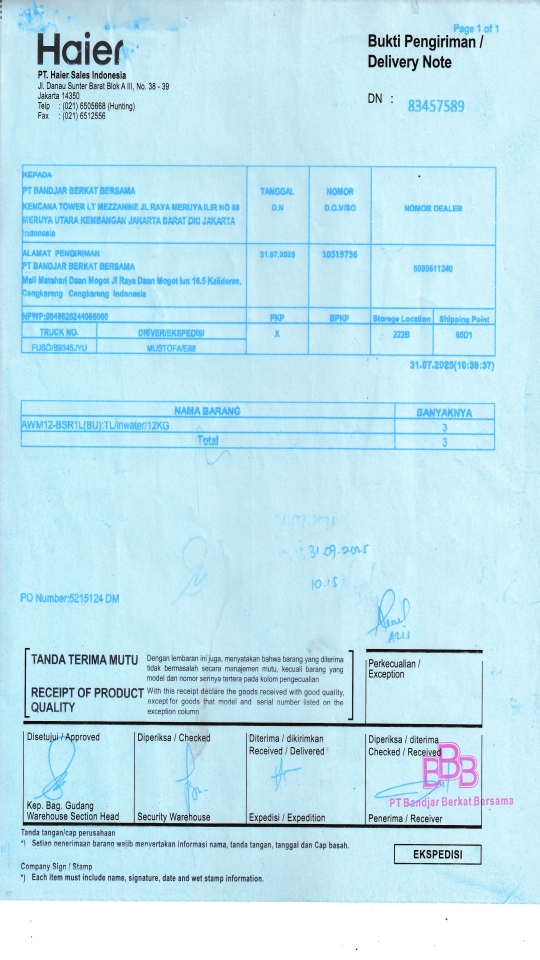 Page 1 of 1
Haier
Bukti Pengiriman /
Delivery Note
PT. Haier Sales Indonesia
Jl. Danau Sunter Barat Blok A III, No. 38 - 39
Jakarta 14350
Telp : (021) 6505668 (Hunting)
Fax : (021) 6512556
DN : 83457589
KEPADA
PT BANDJAR BERKAT BERSAMA
KENCANA TOWER LT MEZZANINE JL RAYA MERUYA ILIR NO 88
MERUYA UTARA KEMBANGAN JAKARTA BARAT DKI JAKARTA
Indonesia
TANGGAL
D.N
NOMOR
D.O.V/SO
NOMOR DEALER
ALAMAT PENGIRIMAN
PT BANDJAR BERKAT BERSAMA
Mall Matahari Daan Mogot Jl Raya Daan Mogot km 16.5 Kalideres,
Cengkareng Cengkareng Indonesia
31.07.2025
10519736
PKP
BPKP
Storage Location
Shipping Point
TRUCK NO.
DRIVER/EKSPEDISI
X
222B
FUSO/B9345JYU
31.07.2025(10:39:37)
NAMA BARANG
BANYAKNYA
AWM12-BSR1L(BU):TL/Inwater/12KG
3
Total
3
31.07.2025
10.15
PO Number:5215124 DM
TANDA TERIMA MUTU
Dengan lembaran ini juga, menyatakan bahwa barang yang diterima
tidak bermasalah secara manajemen mutu, kecuali barang yang
model dan nomor serinya tertera pada kolom pengecualian
RECEIPT OF PRODUCT
QUALITY
With this receipt declare the goods received with good quality,
except for goods that model and serial number listed on the
exception column
Perkecualian /
Exception
Disetujui / Approved
Diperiksa / Checked
Diterima / dikirimkan
Received / Delivered
Diperiksa / diterima
Checked / Received
BBB
PT Bandjar Berkat Bersama
Kep. Bag. Gudang
Warehouse Section Head
Security Warehouse
Expedisi / Expedition
Penerima / Receiver
Tanda tangan/cap perusahaan
*) Setian penerimaan barang wajib menyertakan informasi nama, tanda tangan, tanggal dan Cap basah.
EKSPEDISI
Company Sign / Stamp
*) Each item must include name, signature, date and wet stamp information.